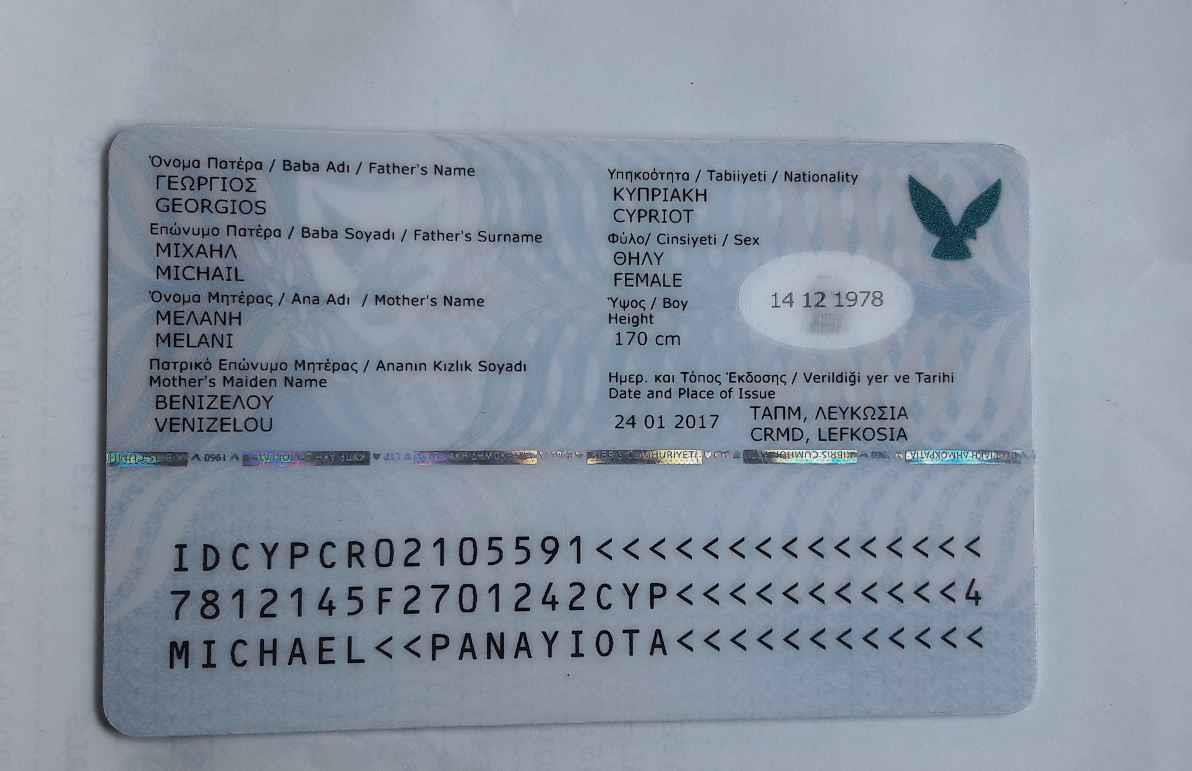 Όνομα Πατέρα / Baba Adı / Father's Name
ΓΕΩΡΓΙΟΣ
GEORGIOS
Επώνυμο Πατέρα / Baba Soyadı / Father's Surname
ΜΙΧΑΗΛ
MICHAIL
Όνομα Μητέρας / Ana Adı / Mother's Name
ΜΕΛΑΝΗ
MELANI
Πατρικό Επώνυμο Μητέρας / Ananın Kızlık Soyadı
Mother's Maiden Name
ΒΕΝΙΖΕΛΟΥ
VENIZELOU
Υπηκοότητα / Tabiiyeti / Nationality
ΚΥΠΡΙΑΚΗ
CYPRIOT
Φύλο/ Cinsiyeti / Sex
ΘΗΛΥ
FEMALE
Ύψος / Boy
Height
170 cm
14 12 1978
Ημερ. και Τόπος Έκδοσης / Verildiği yer ve Tarihi
Date and Place of Issue
24 01 2017
ΤΑΠΜ, ΛΕΥΚΩΣΙΑ
CRMD, LEFKOSIA
IDCYPCR02105591<<<<<<<<<<<<<<<
7812145F2701242CYP<<<<<<<<<<<4
MICHAEL<<PANAYIOTA<<<<<<<<<<<<